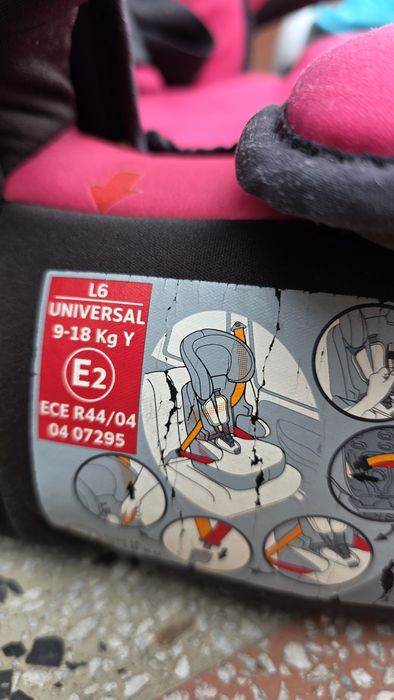 L6
UNIVERSAL
9-18 Kg Y
E2
ECE R44/04
04 07295